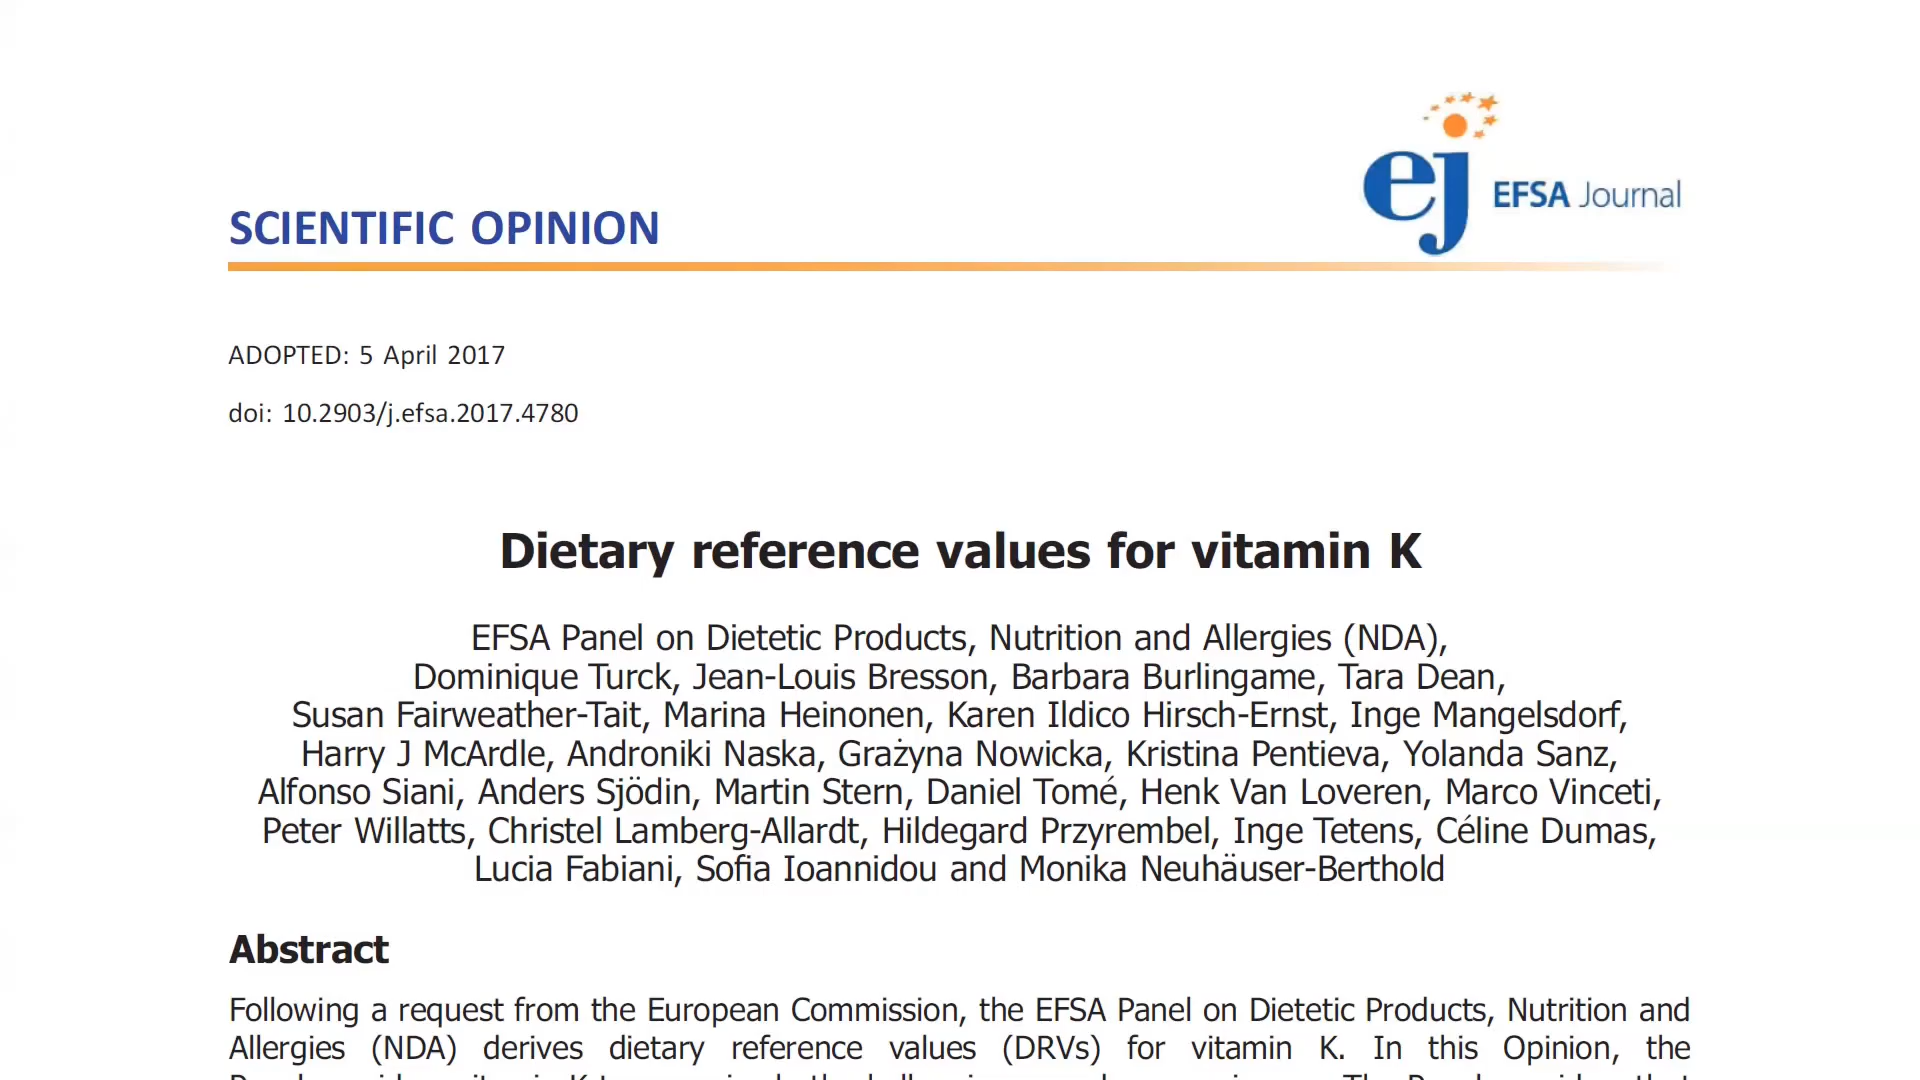 ej EFSA Journal
SCIENTIFIC OPINION
ADOPTED: 5 April 2017
doi: 10.2903/j.efsa.2017.4780
Dietary reference values for vitamin K
EFSA Panel on Dietetic Products, Nutrition and Allergies (NDA),
Dominique Turck, Jean-Louis Bresson, Barbara Burlingame, Tara Dean,
Susan Fairweather-Tait, Marina Heinonen, Karen Ildico Hirsch-Ernst, Inge Mangelsdorf,
Harry J McArdle, Androniki Naska, Grażyna Nowicka, Kristina Pentieva, Yolanda Sanz,
Alfonso Siani, Anders Sjödin, Martin Stern, Daniel Tomé, Henk Van Loveren, Marco Vinceti,
Peter Willatts, Christel Lamberg-Allardt, Hildegard Przyrembel, Inge Tetens, Céline Dumas,
Lucia Fabiani, Sofia Ioannidou and Monika Neuhäuser-Berthold
Abstract
Following a request from the European Commission, the EFSA Panel on Dietetic Products, Nutrition and
Allergies (NDA) derives dietary reference values (DRVs) for vitamin K. In this Opinion, the